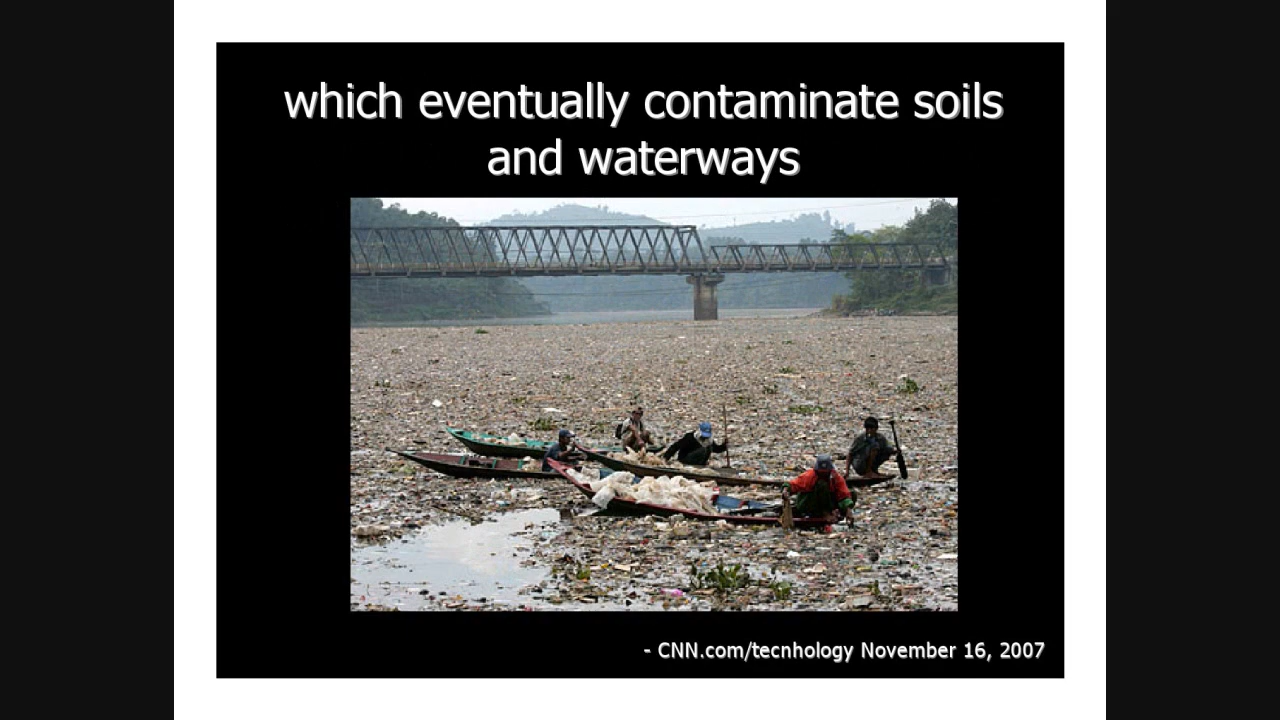 which eventually contaminate soils
and waterways
- CNN.com/tecnhology November 16, 2007